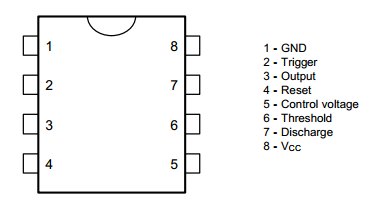 1 8
2 7
3 6
4 5
1 - GND
2 - Trigger
3 - Output
4 - Reset
5 - Control voltage
6 - Threshold
7 - Discharge
8 - VCC